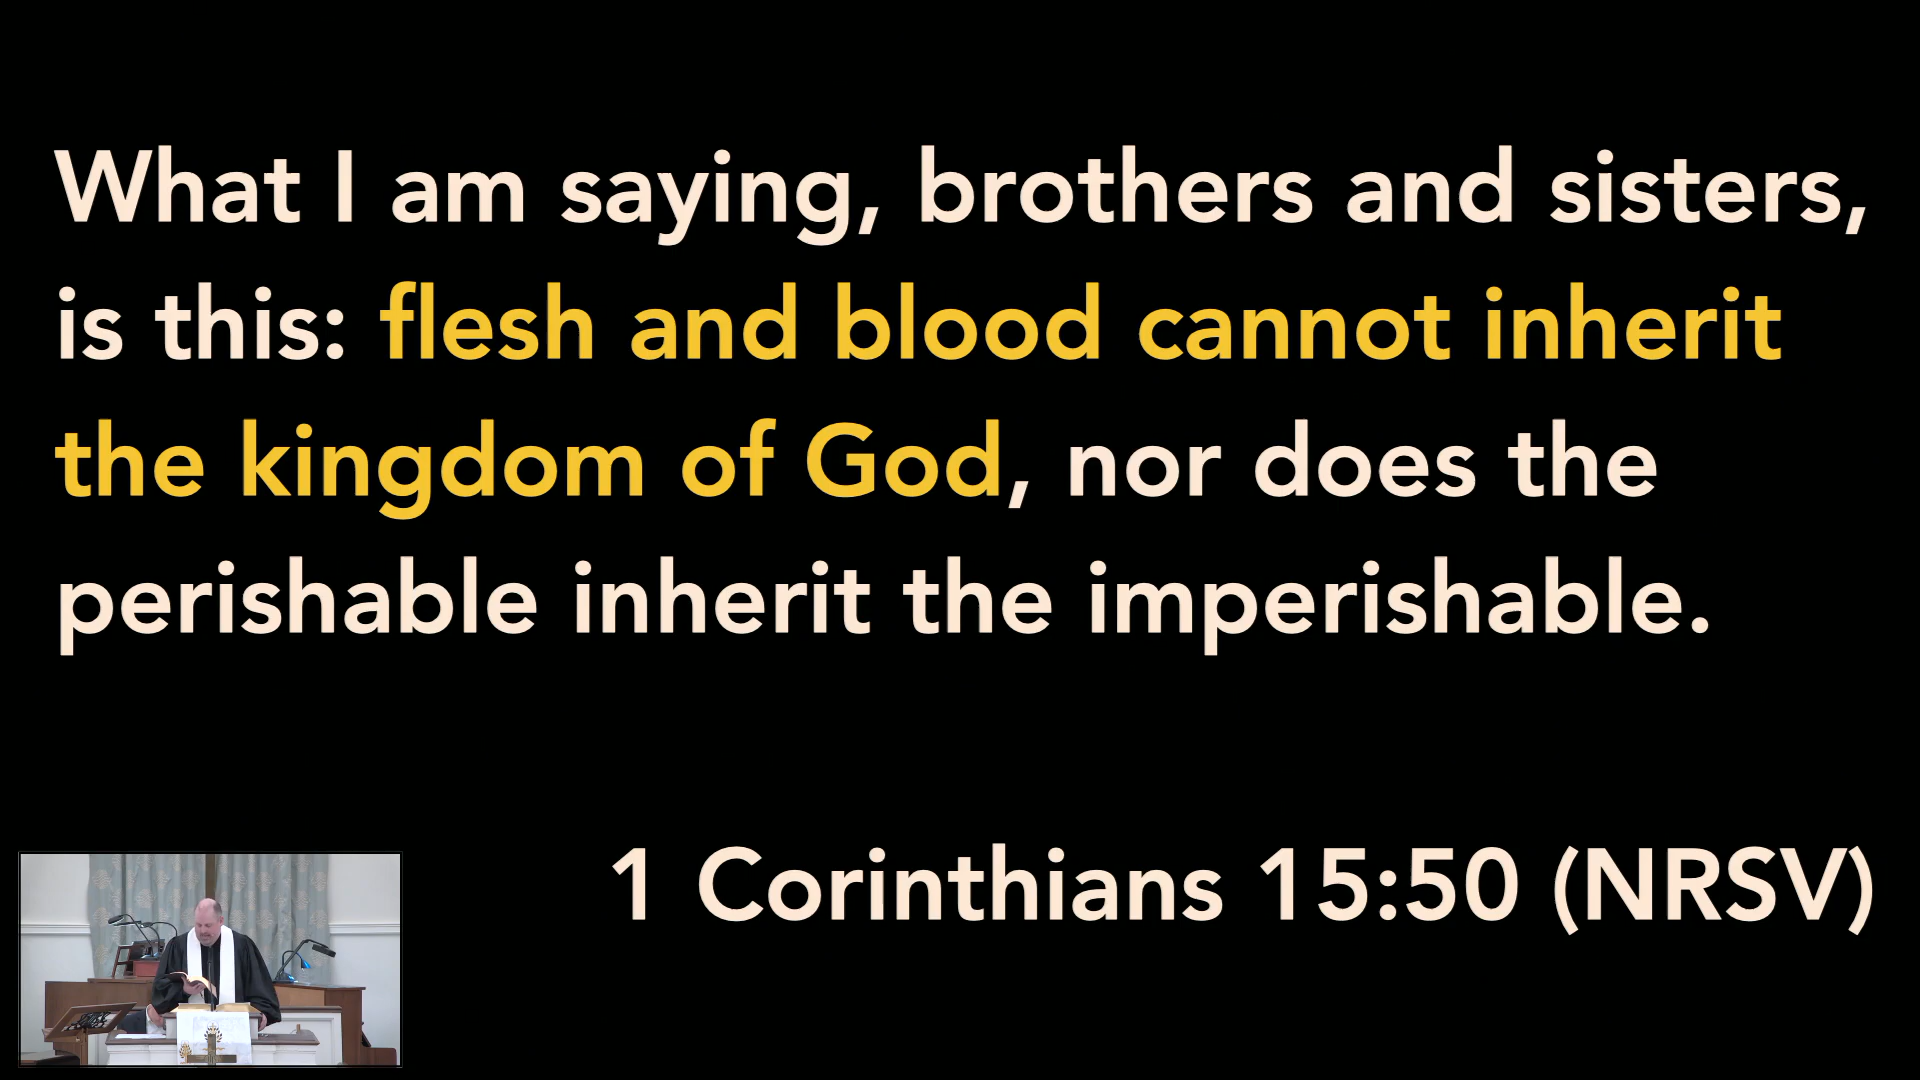 What I am saying, brothers and sisters,
is this: flesh and blood cannot inherit
the kingdom of God, nor does the
perishable inherit the imperishable.
1 Corinthians 15:50 (NRSV)